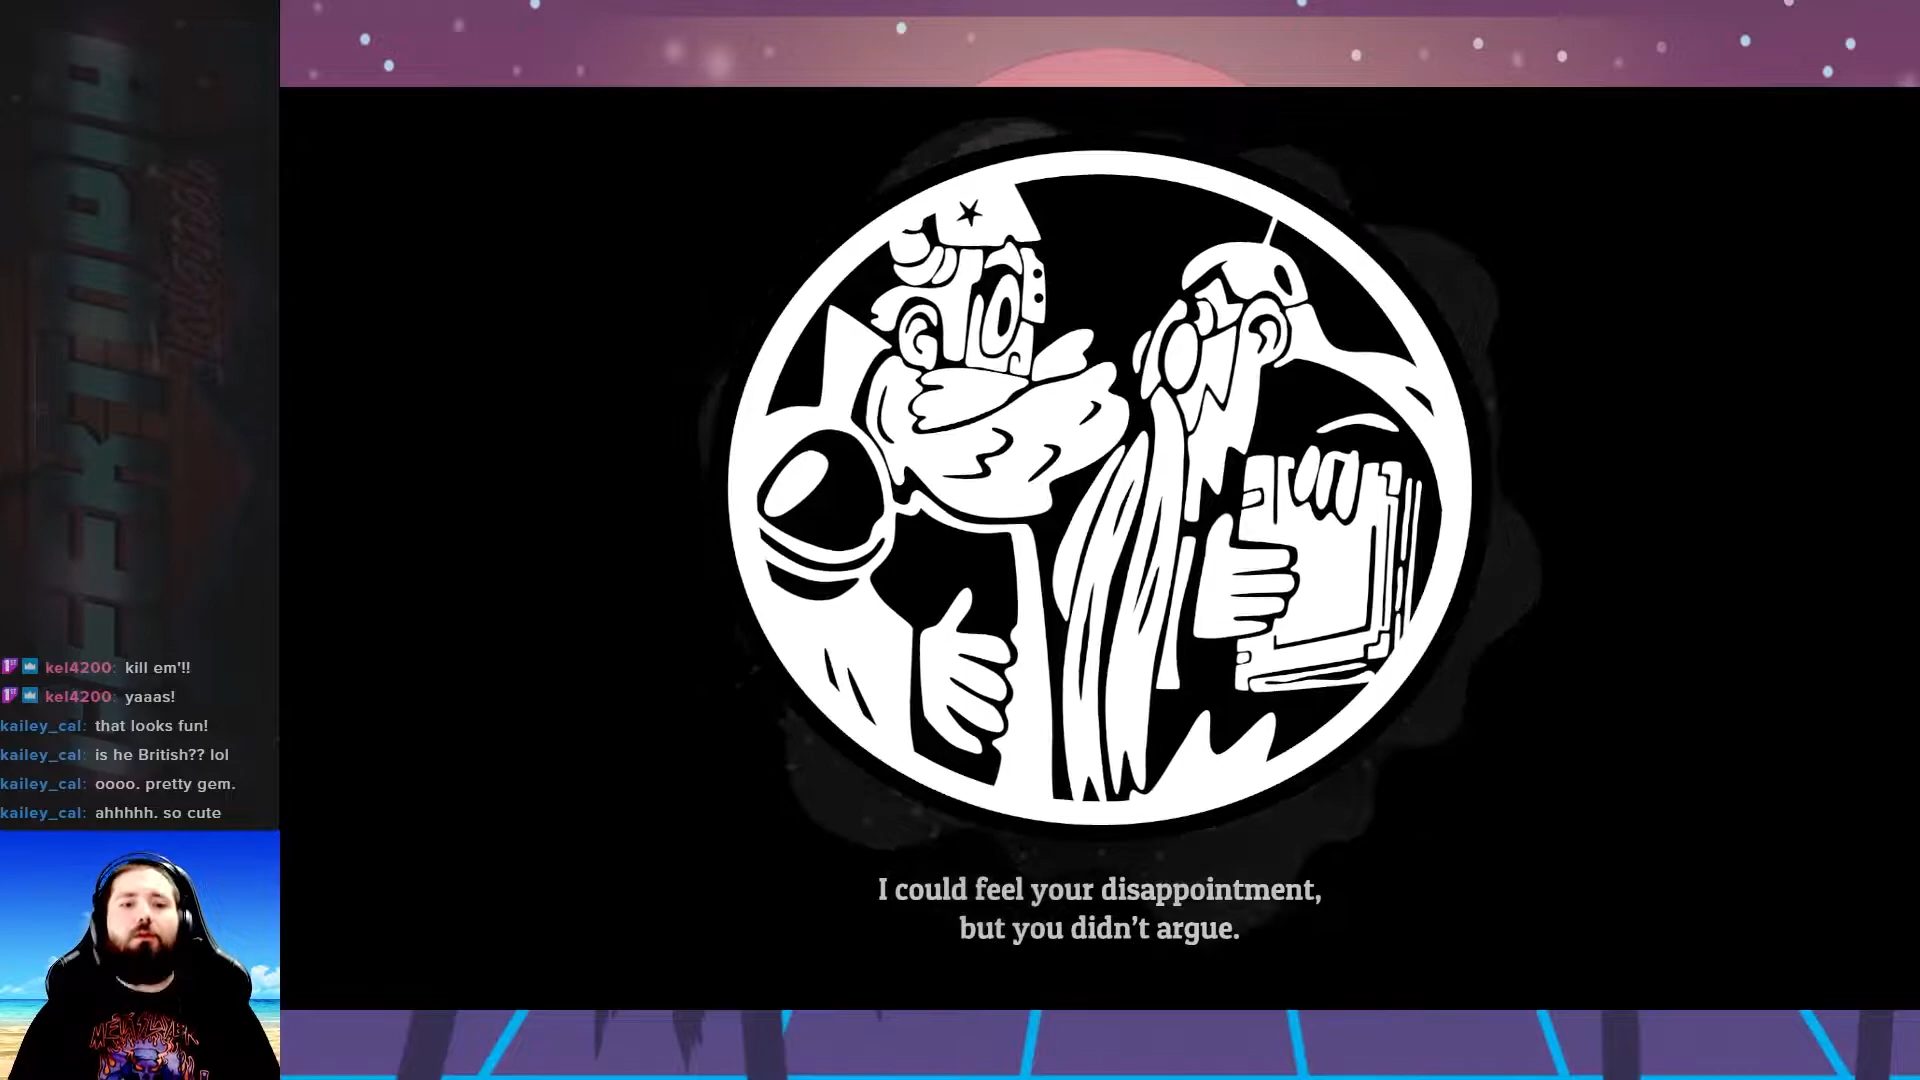 kel4200: kill em'!!
kel4200: yaaas!
kailey_cal: that looks fun!
kailey_cal: is he British?? lol
kailey_cal: oooo. pretty gem.
kailey_cal: ahhhhh. so cute
I could feel your disappointment,
but you didn't argue.